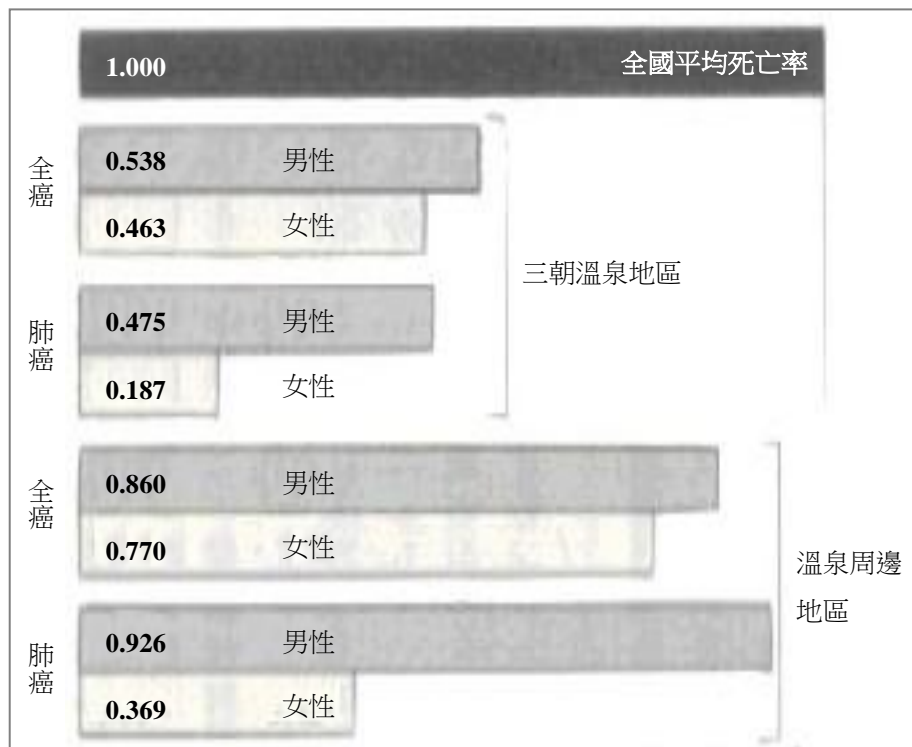 1.000 全國平均死亡率
全癌
0.538 男性
0.463 女性
三朝溫泉地區
肺癌
0.475 男性
0.187 女性
全癌
0.860 男性
0.770 女性
溫泉周邊
地區
肺癌
0.926 男性
0.369 女性